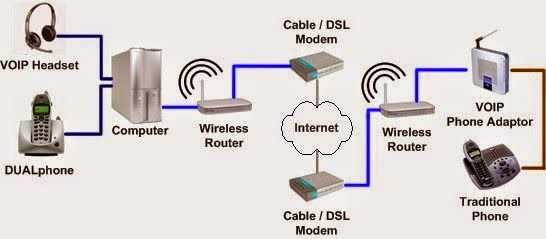 VOIP Headset
DUALphone
Computer
Wireless
Router
Cable / DSL
Modem
Internet
Cable / DSL
Modem
Wireless
Router
VOIP
Phone Adaptor
Traditional
Phone